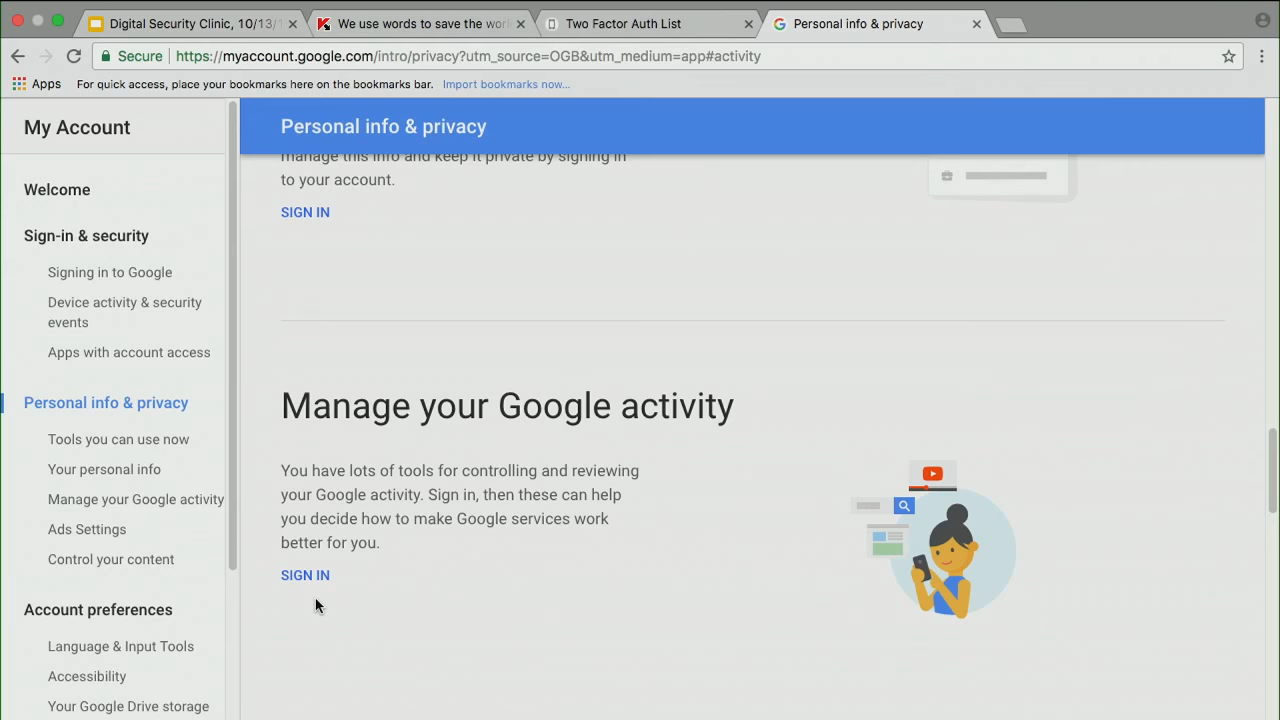 Digital Security Clinic, 10/13/
We use words to save the wor
Two Factor Auth List
Personal info & privacy
Secure
https://myaccount.google.com/intro/privacy?utm_source=OGB&utm_medium=app#activity
Apps
For quick access, place your bookmarks here on the bookmarks bar.
Import bookmarks now...
My Account
Welcome
Sign-in & security
Signing in to Google
Device activity & security
events
Apps with account access
Personal info & privacy
Tools you can use now
Your personal info
Manage your Google activity
Ads Settings
Control your content
Account preferences
Language & Input Tools
Accessibility
Your Google Drive storage
Personal info & privacy
manage this info and keep it private by signing in
to your account.
SIGN IN
Manage your Google activity
You have lots of tools for controlling and reviewing
your Google activity. Sign in, then these can help
you decide how to make Google services work
better for you.
SIGN IN